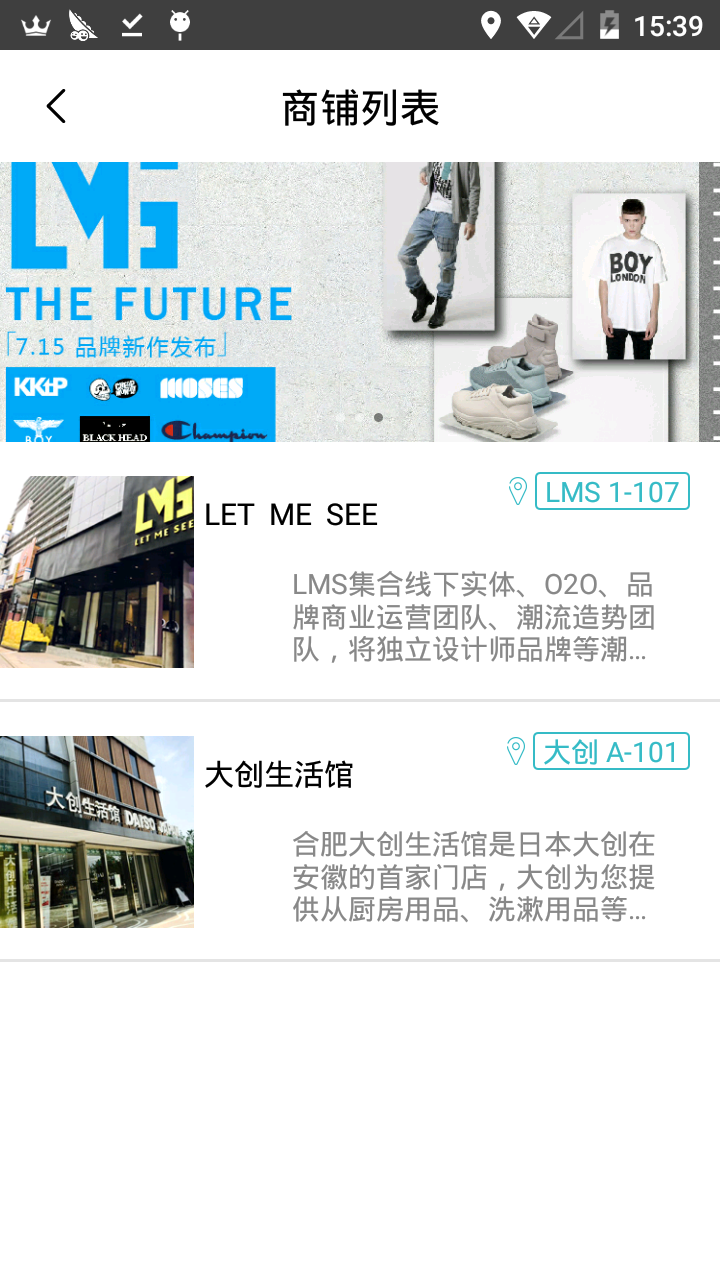 15:39
商铺列表
LMS
THE FUTURE
「7.15 品牌新作发布」
BOY
LONDON
KKtP
MOSES
BOY
BLACK HEAD
Champion
LET ME SEE
LET ME SEE
LMS 1-107
LMS集合线下实体、O2O、品
牌商业运营团队、潮流造势团
队，将独立设计师品牌等潮...
大创生活馆 DAISO
大创生活
大创生活馆
大创 A-101
合肥大创生活馆是日本大创在
安徽的首家门店，大创为您提
供从厨房用品、洗漱用品等...